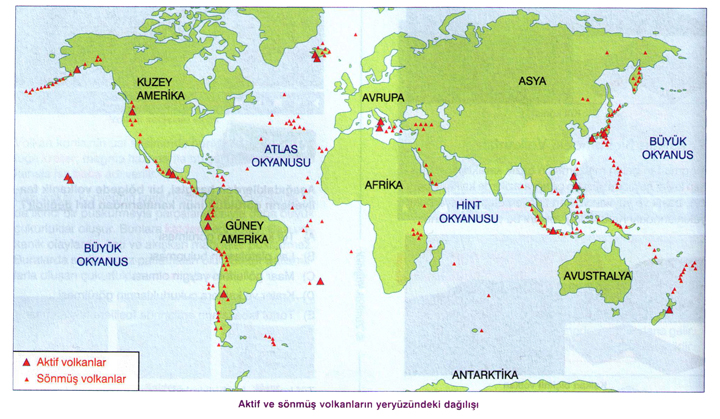 KUZEY
AMERİKA
ASYA
AVRUPA
BÜYÜK
OKYANUS
ATLAS
OKYANUSU
AFRİKA
HİNT
OKYANUSU
GÜNEY
AMERİKA
BÜYÜK
OKYANUS
AVUSTRALYA
Aktif volkanlar
Sönmüş volkanlar
ANTARKTİKA
Aktif ve sönmüş volkanların yeryüzündeki dağılışı